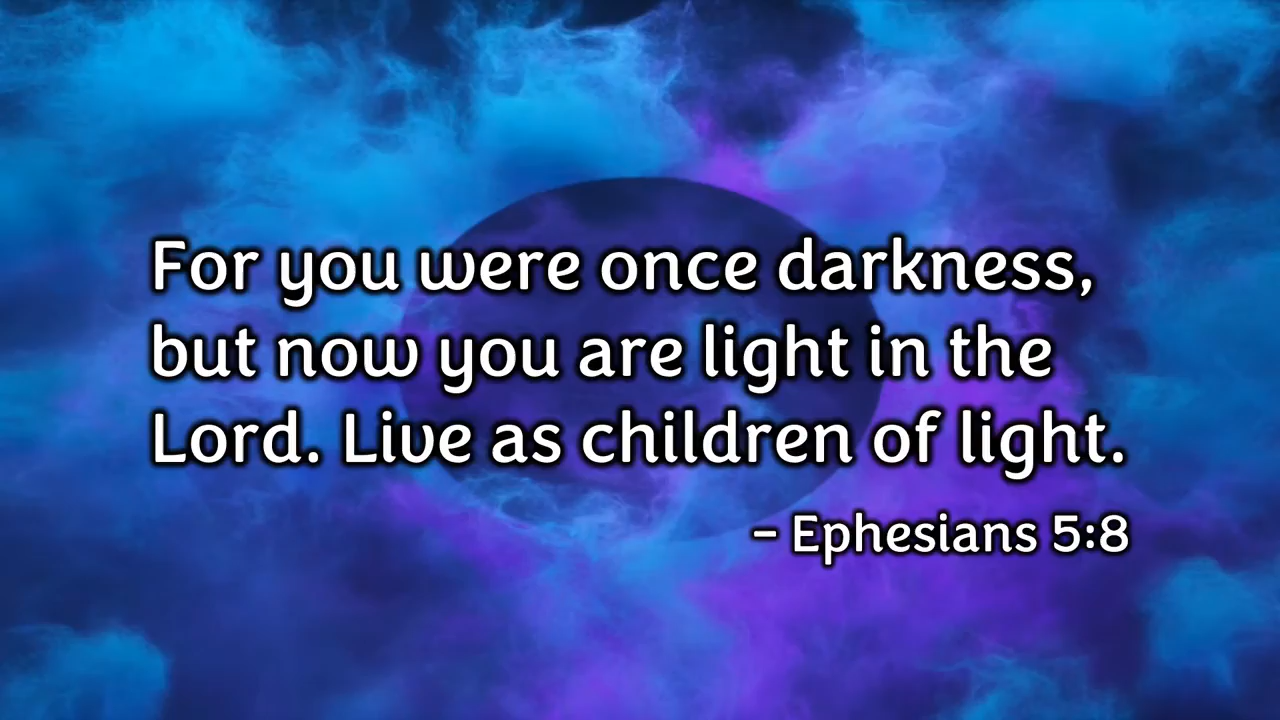 For you were once darkness,
but now you are light in the
Lord. Live as children of light.
– Ephesians 5:8